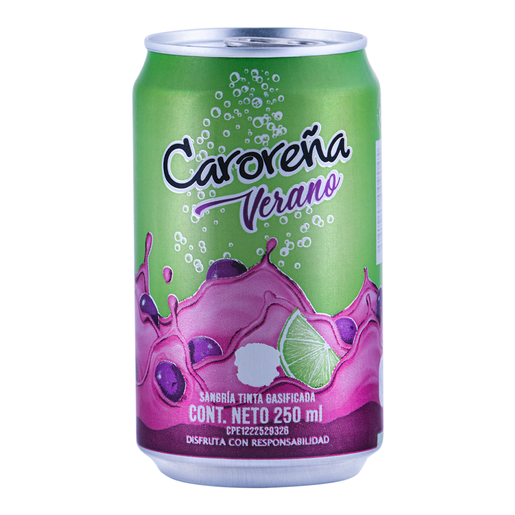 Caroreña
Verano
SANGRÍA TINTA GASIFICADA
CONT. NETO 250 ml
CPE1222529326
DISFRUTA CON RESPONSABILIDAD